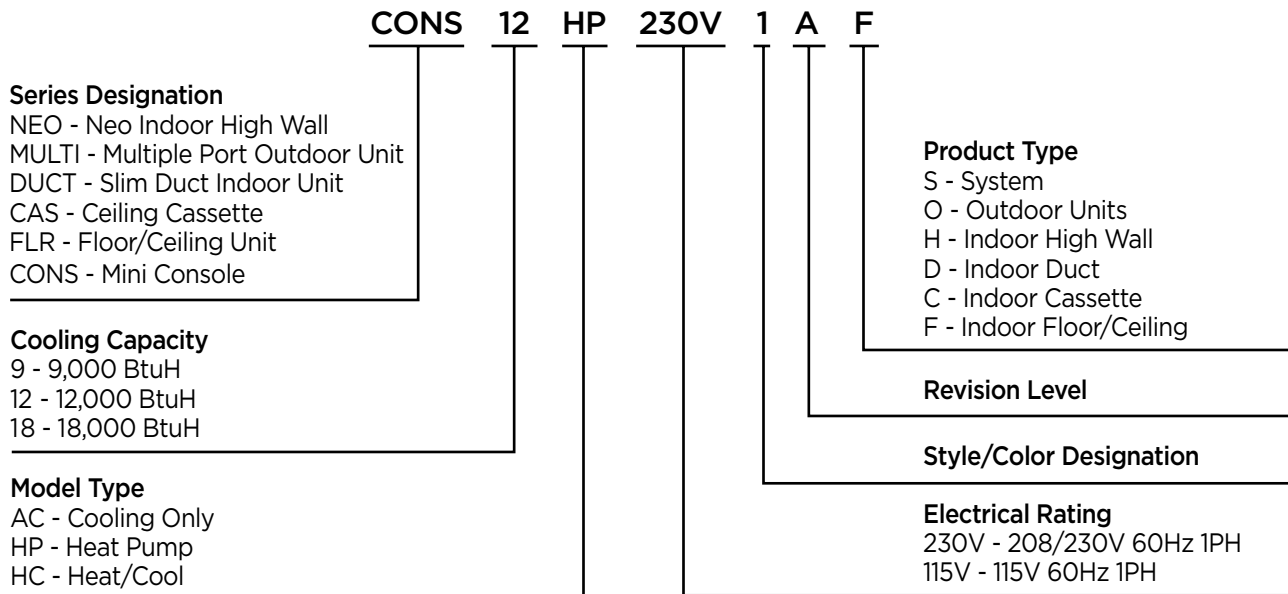 CONS 12 HP 230V 1 A F
Series Designation
NEO - Neo Indoor High Wall
MULTI - Multiple Port Outdoor Unit
DUCT - Slim Duct Indoor Unit
CAS - Ceiling Cassette
FLR - Floor/Ceiling Unit
CONS - Mini Console
Cooling Capacity
9 - 9,000 BtuH
12 - 12,000 BtuH
18 - 18,000 BtuH
Model Type
AC - Cooling Only
HP - Heat Pump
HC - Heat/Cool
Product Type
S - System
O - Outdoor Units
H - Indoor High Wall
D - Indoor Duct
C - Indoor Cassette
F - Indoor Floor/Ceiling
Revision Level
Style/Color Designation
Electrical Rating
230V - 208/230V 60Hz 1PH
115V - 115V 60Hz 1PH